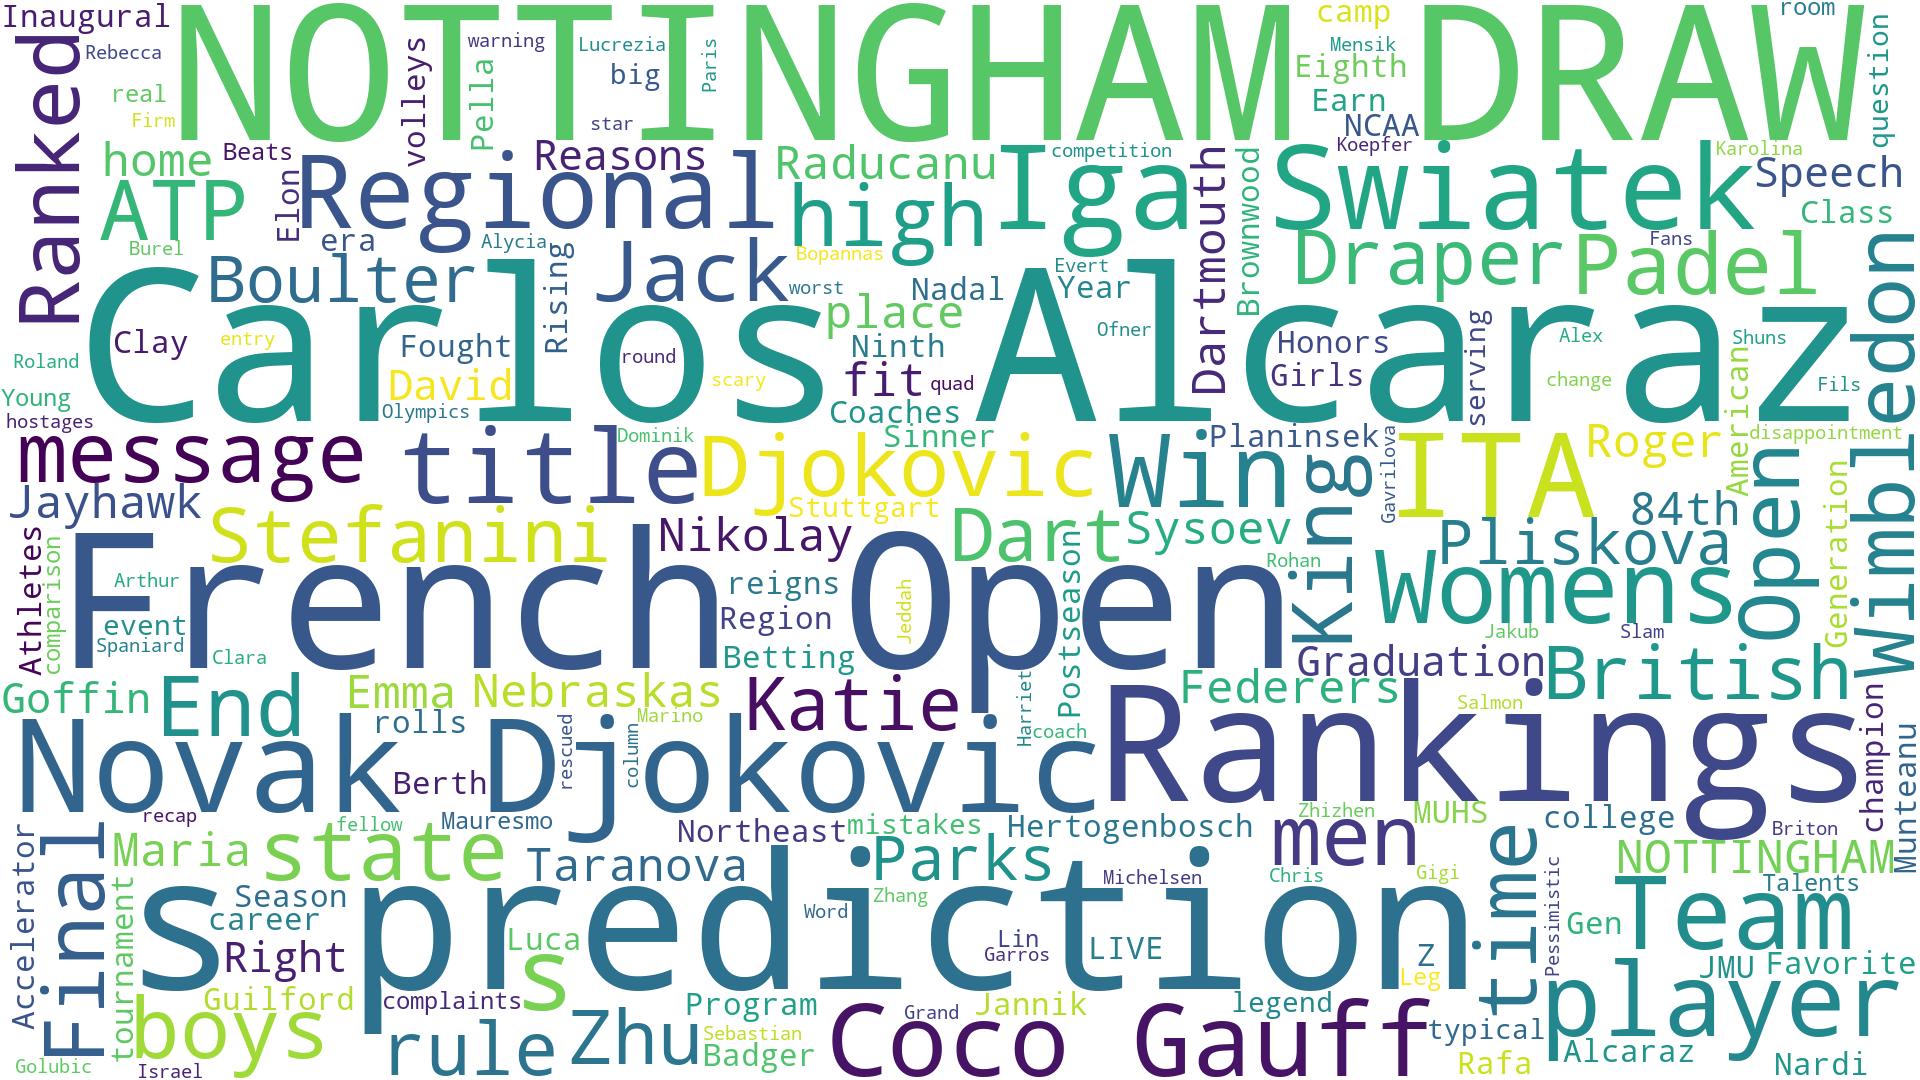 Inaugural
NOTTINGHAM DRAW
camp
room
Ranked
Rebecca
volleys
warning
Lucrezia
Paris
Mensik
question
real
Firm
Pella
big
star
Eighth
Earn
NCAA
Koepfer
home
Beats
Elon
Regional
Reasons
Raducanu
competition
Iga Swiatek
Karolina
Speech
ATP
high
Dartmouth
Brownwood
Class
Burel
era
Alycia
Rising
Bopannas
Draper
Padel
Fans
Boulter
Jack
worst
Nadal
Evert
Year
Wimbledon
Carlos Alcaraz
place
Ofner
Clay
entry
Fought
round
Ninth
Honors
serving
Alex
Shuns
Roland
David
scary
fit
quad
Girls
change
American
Fils
Young
Olympics
Coaches
hostages
message
title
Dominik
Djokovic
Sinner
Win
Planinsek
King
Gavrilova
ITA
Roger
disappointment
Jayhawk
Stuttgart
Open
84th
Generation
Stefanini
Nikolay
Dart
Sysoev
Pliskova
Athletes
comparison
French Open
Postseason
Rohan
Womens
Arthur
reigns
Jeddah
event
Region
Spaniard
Clara
Betting
Jakub
Slam
Graduation
British
Goffin
End
Emma
Nebraskas
Katie
Harriet
Federers
Salmon
Rankings
champion
Novak Djokovic
rolls
rescued
column
Marino
coach
Munteanu
Berth
recap
fellow
Mauresmo
Northeast
mistakes
Hertogenbosch
Zhizhen
men
MUHS
college
Briton
Accelerator
Final
Maria
state
Taranova
Parks
time
NOTTINGHAM
tournament
s prediction
Michelsen
Chris
Gigi
Pessimistic
Talents
Season
career
Word
Zhang
Team
Gen
Right
Luca
s
Lin
Garros
LIVE
Z
Leg
JMU
Favorite
boys
Guilford
complaints
Program
Grand
Jannik
legend
player
rule
Zhu
Sebastian
Badger
Coco Gauff
typical
Rafa
Alcaraz
Nardi
Golubic
Israel